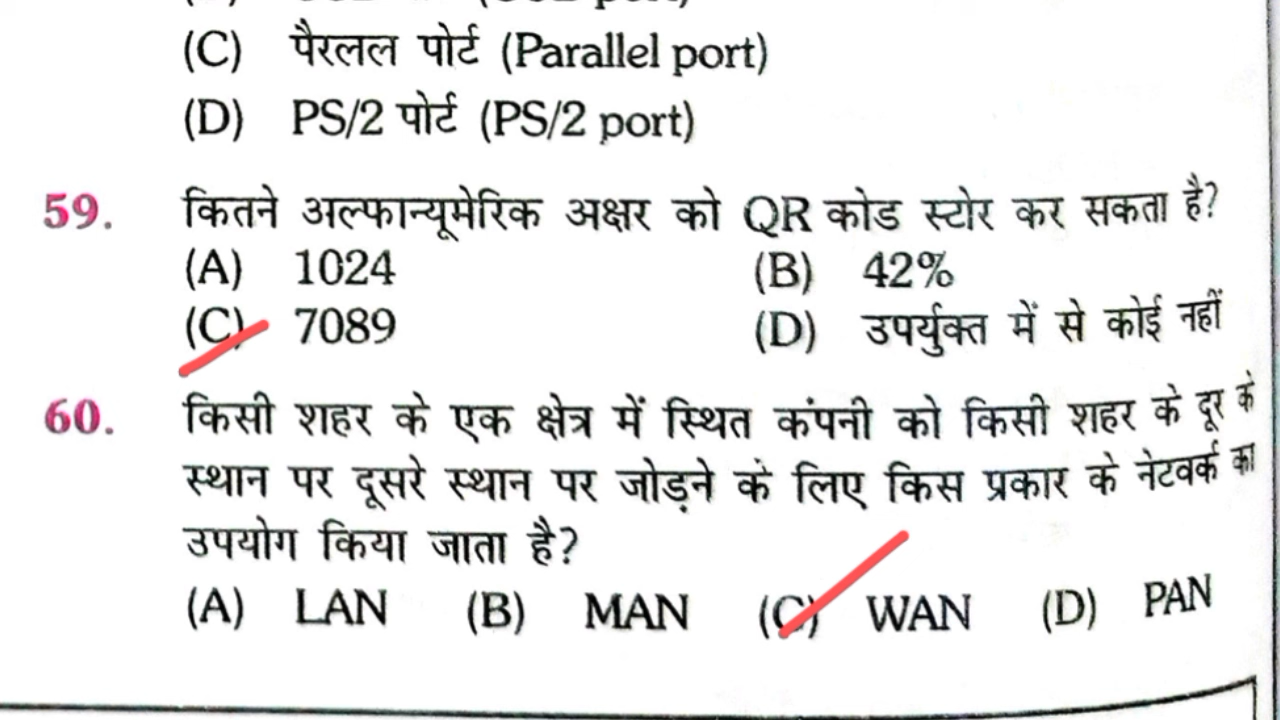 (C) पैरलल पोर्ट (Parallel port)
(D) PS/2 पोर्ट (PS/2 port)
59. कितने अल्फान्यूमेरिक अक्षर को QR कोड स्टोर कर सकता है?
(A) 1024 (B) 42%
(C) 7089 (D) उपर्युक्त में से कोई नहीं
60. किसी शहर के एक क्षेत्र में स्थित कंपनी को किसी शहर के दूर के
स्थान पर दूसरे स्थान पर जोड़ने के लिए किस प्रकार के नेटवर्क का
उपयोग किया जाता है?
(A) LAN (B) MAN (C) WAN (D) PAN